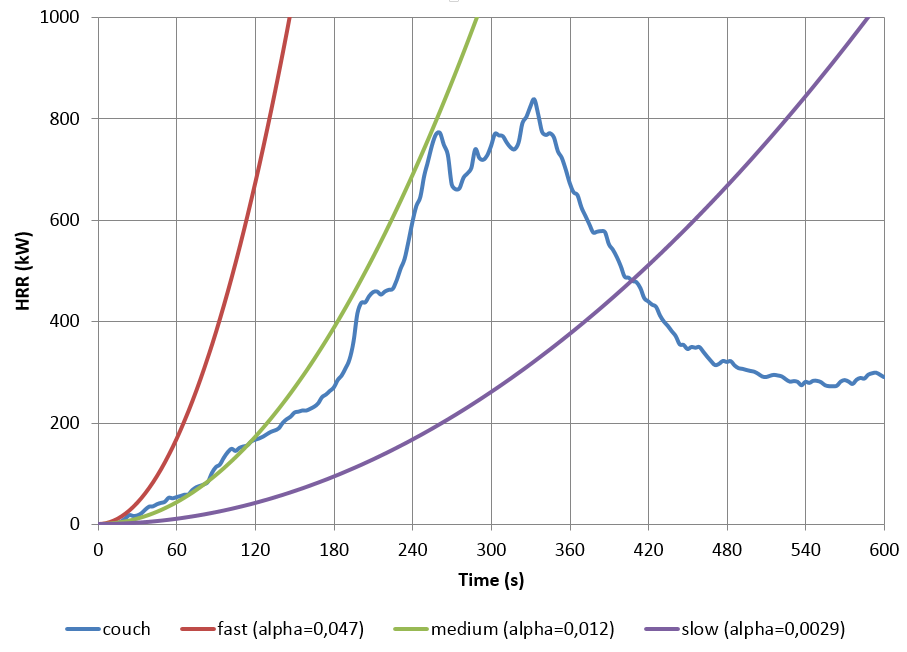 1000
800
600
400
200
0
HRR (kW)
0 60 120 180 240 300 360 420 480 540 600
Time (s)
couch fast (alpha=0,047) medium (alpha=0,012) slow (alpha=0,0029)